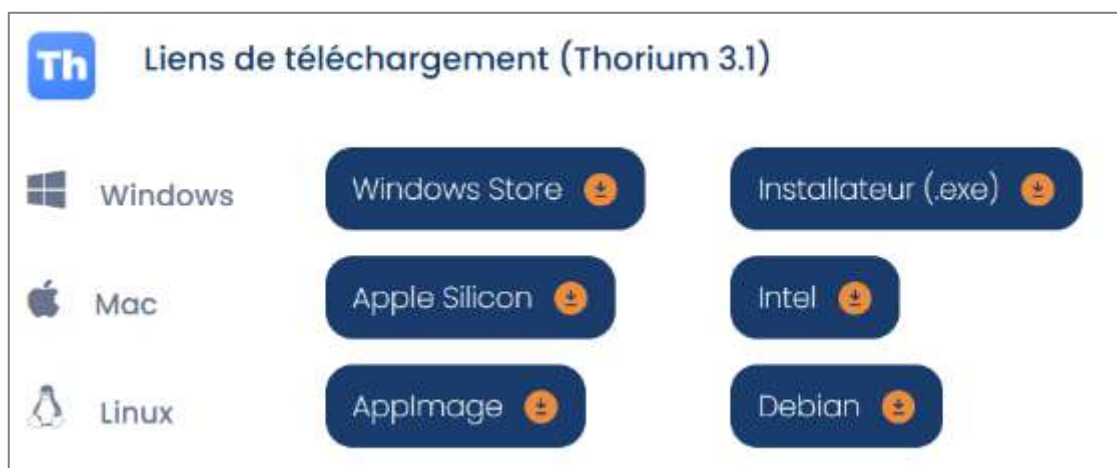 Th Liens de téléchargement (Thorium 3.1)
Windows Windows Store Installateur (.exe)
Mac Apple Silicon Intel
Linux AppImage Debian